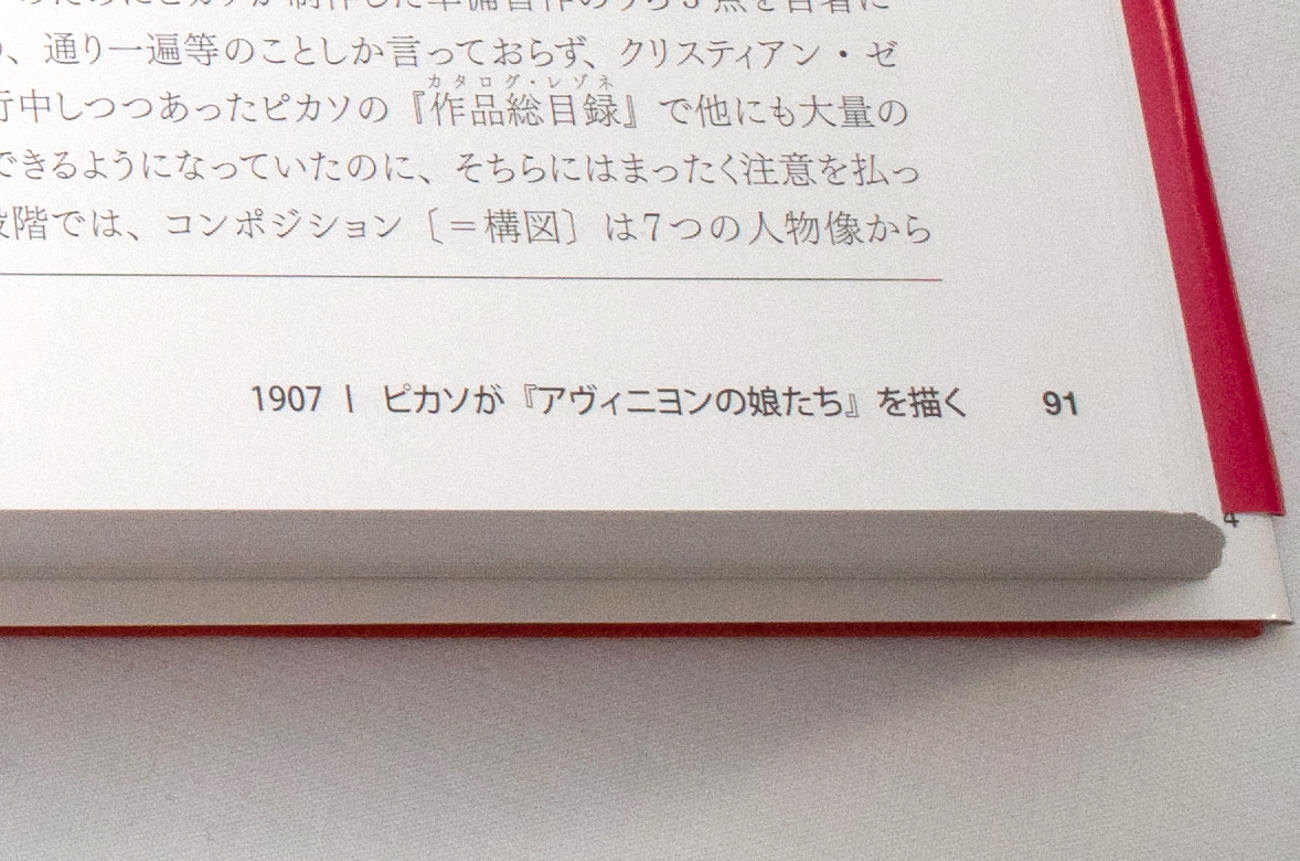 、通り一遍等のことしか言っておらず、クリスティアン・ゼ
カタログ・レゾネ
行中しつつあったピカソの『作品総目録』で他にも大量の
できるようになっていたのに、そちらにはまったく注意を払っ
段階では、コンポジション〔＝構図〕は7つの人物像から
1907 | ピカソが『アヴィニヨンの娘たち』を描く 91
4